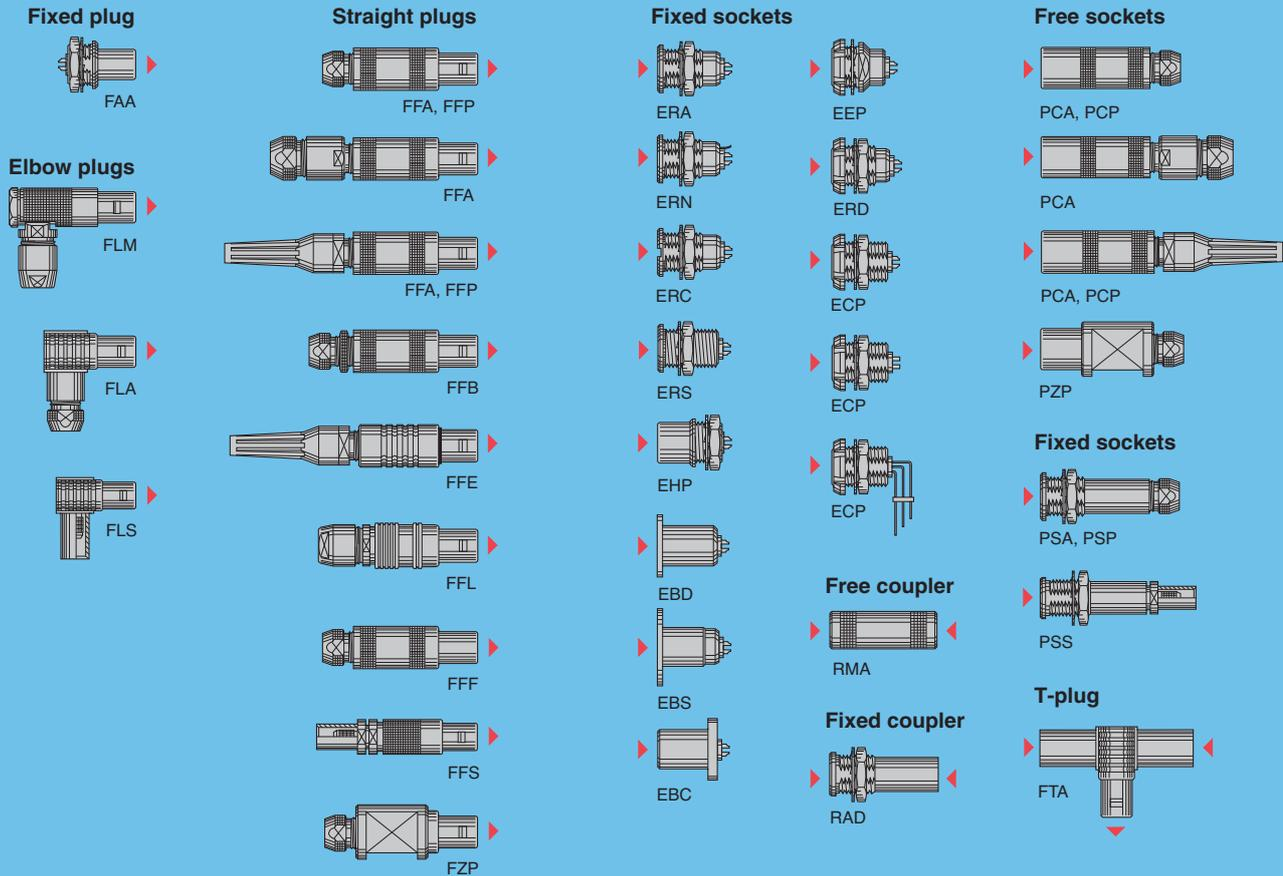 Fixed plug
FAA
Elbow plugs
FLM
FLA
FLS
Straight plugs
FFA, FFP
FFA
FFA, FFP
FFB
FFE
FFL
FFF
FFS
FZP
Fixed sockets
ERA
ERN
ERC
ERS
EHP
EBD
EBS
EBC
EEP
ERD
ECP
ECP
ECP
Free coupler
RMA
Fixed coupler
RAD
Free sockets
PCA, PCP
PCA
PCA, PCP
PZP
Fixed sockets
PSA, PSP
PSS
T-plug
FTA